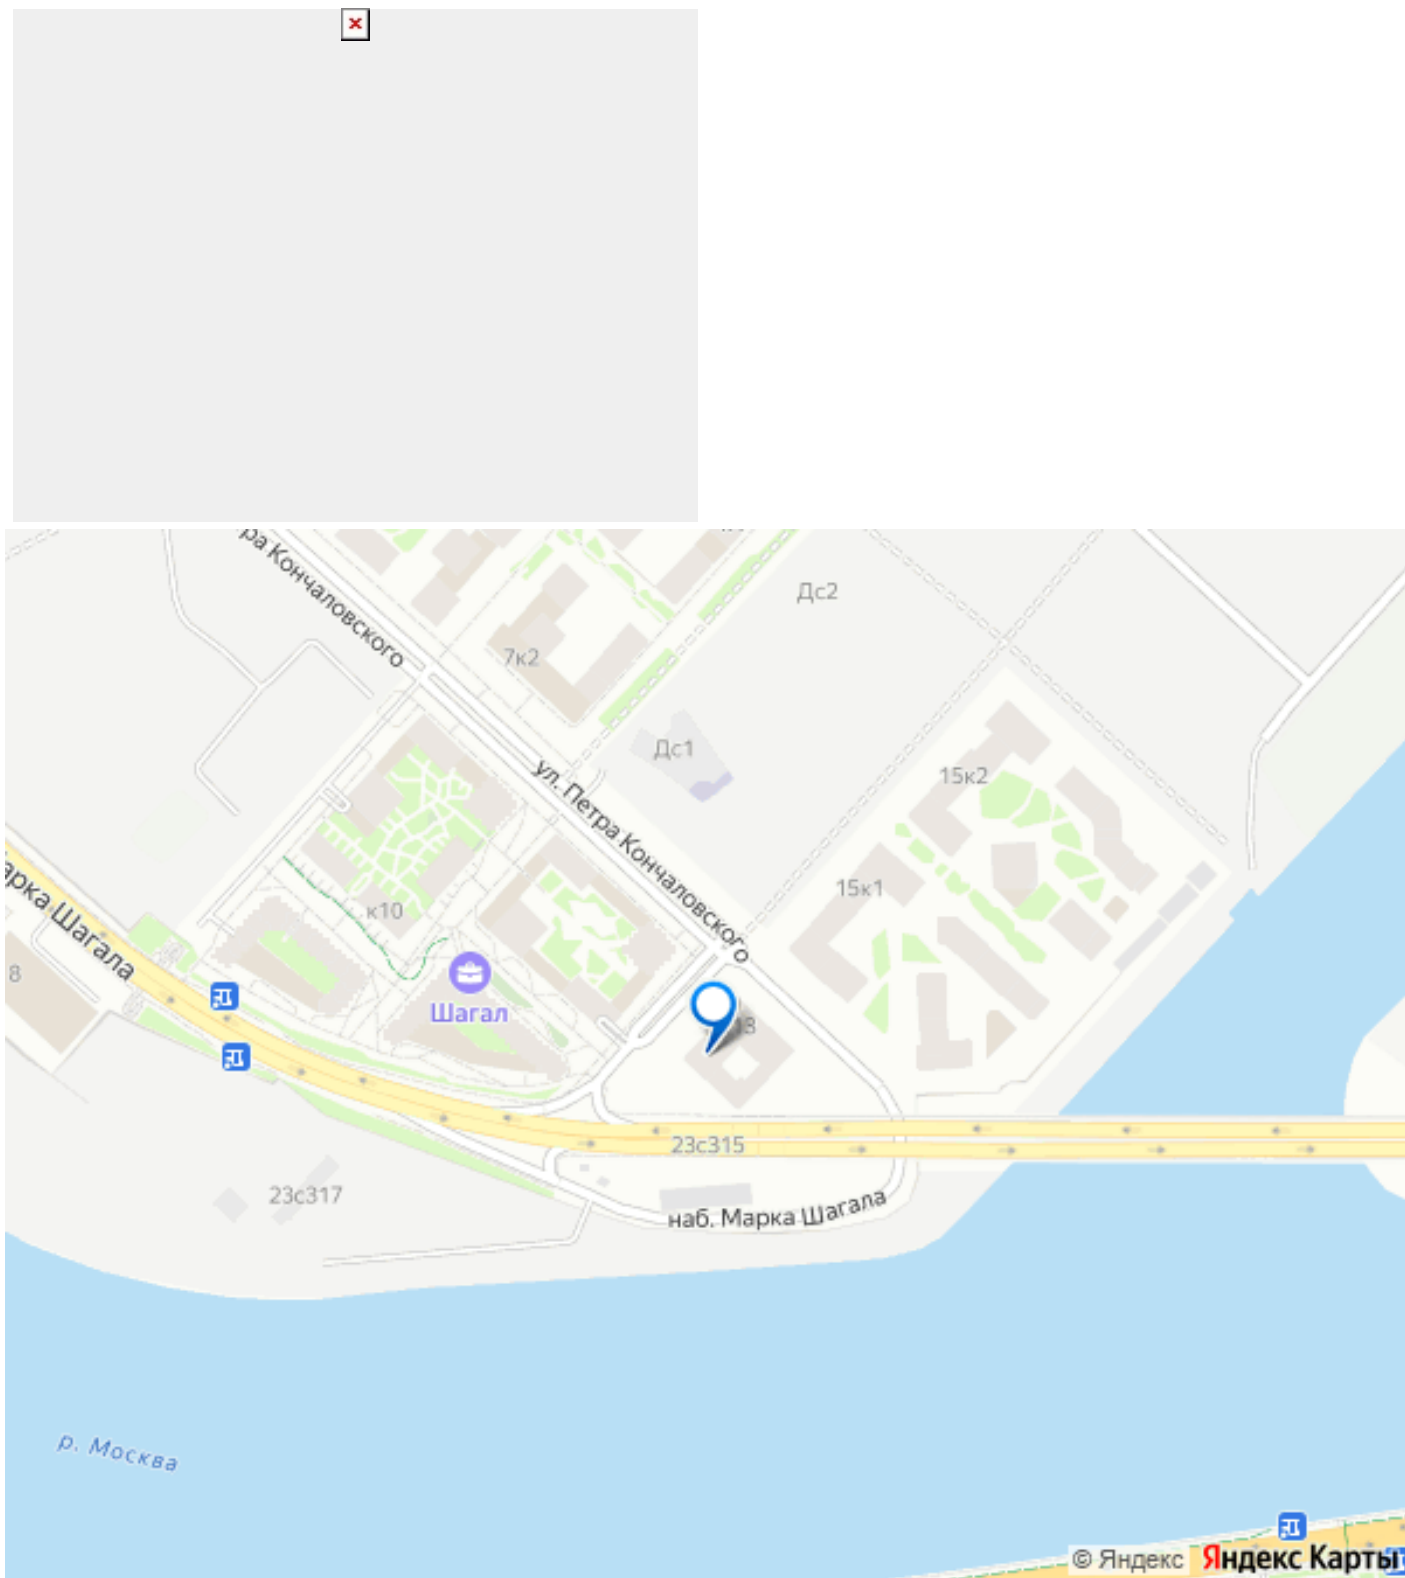 ра Кончаловского
Дс2
7к2
Дс1
ул. Петра Кончаловского
15к2
15к1
к10
арка Шагала
8
Шагал
23с315
23с317
наб. Марка Шагала
р. Москва
© Яндекс Яндекс Карты